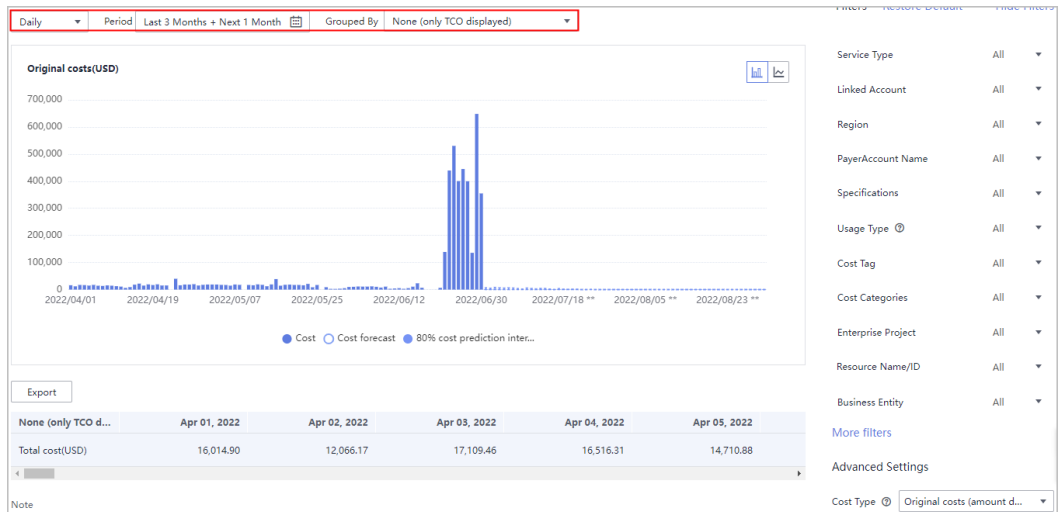 Daily Period Last 3 Months + Next 1 Month Grouped By None (only TCO displayed)
Filters Restore Default Hide Filters
Original costs(USD)
700,000
600,000
500,000
400,000
300,000
200,000
100,000
0
2022/04/01 2022/04/19 2022/05/07 2022/05/25 2022/06/12 2022/06/30 2022/07/18 ** 2022/08/05 ** 2022/08/23 **
Cost Cost forecast 80% cost prediction inter...
Export
None (only TCO d... Apr 01, 2022 Apr 02, 2022 Apr 03, 2022 Apr 04, 2022 Apr 05, 2022
Total cost(USD) 16,014.90 12,066.17 17,109.46 16,516.31 14,710.88
Note
Service Type All
Linked Account All
Region All
PayerAccount Name All
Specifications All
Usage Type ? All
Cost Tag All
Cost Categories All
Enterprise Project All
Resource Name/ID All
Business Entity All
More filters
Advanced Settings
Cost Type ? Original costs (amount d...